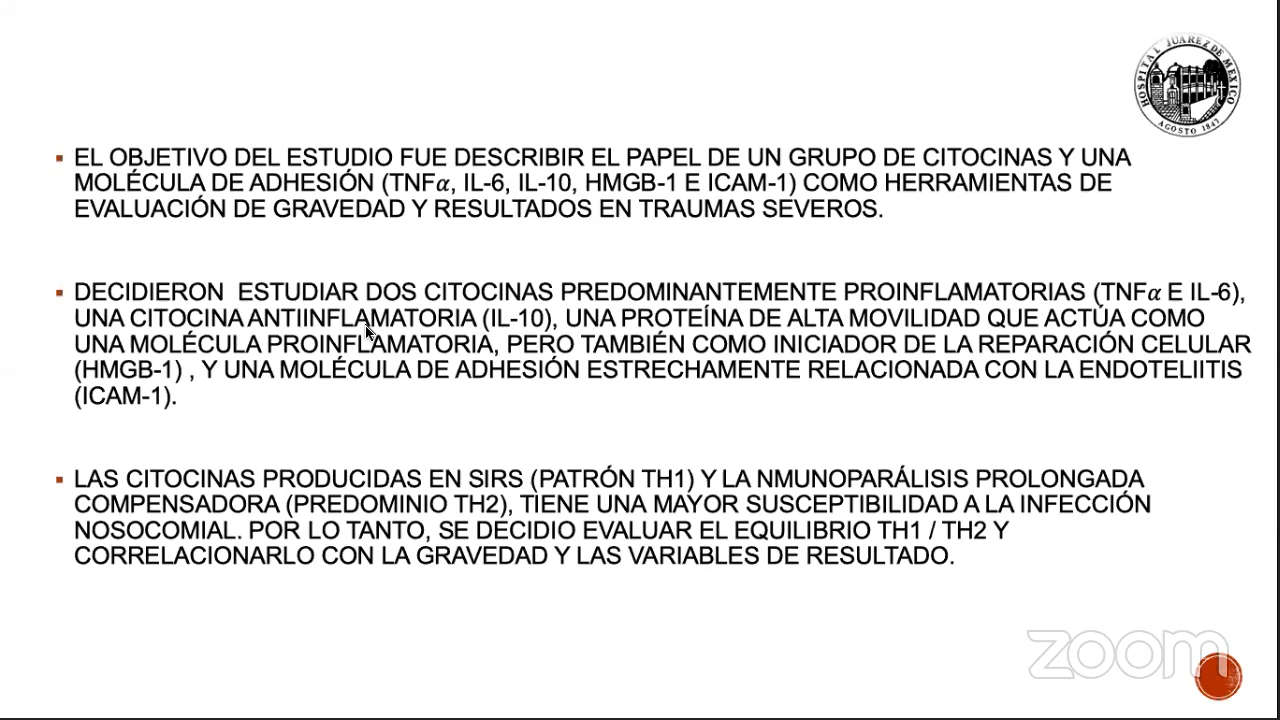 HOSPITAL JUAREZ DE MEXICO
AGOSTO 1847
▪ EL OBJETIVO DEL ESTUDIO FUE DESCRIBIR EL PAPEL DE UN GRUPO DE CITOCINAS Y UNA
MOLÉCULA DE ADHESIÓN (TNF𝛼, IL-6, IL-10, HMGB-1 E ICAM-1) COMO HERRAMIENTAS DE
EVALUACIÓN DE GRAVEDAD Y RESULTADOS EN TRAUMAS SEVEROS.
▪ DECIDIERON ESTUDIAR DOS CITOCINAS PREDOMINANTEMENTE PROINFLAMATORIAS (TNF𝛼 E IL-6),
UNA CITOCINA ANTIINFLAMATORIA (IL-10), UNA PROTEÍNA DE ALTA MOVILIDAD QUE ACTÚA COMO
UNA MOLÉCULA PROINFLAMATORIA, PERO TAMBIÉN COMO INICIADOR DE LA REPARACIÓN CELULAR
(HMGB-1) , Y UNA MOLÉCULA DE ADHESIÓN ESTRECHAMENTE RELACIONADA CON LA ENDOTELIITIS
(ICAM-1).
▪ LAS CITOCINAS PRODUCIDAS EN SIRS (PATRÓN TH1) Y LA NMUNOPARÁLISIS PROLONGADA
COMPENSADORA (PREDOMINIO TH2), TIENE UNA MAYOR SUSCEPTIBILIDAD A LA INFECCIÓN
NOSOCOMIAL. POR LO TANTO, SE DECIDIO EVALUAR EL EQUILIBRIO TH1 / TH2 Y
CORRELACIONARLO CON LA GRAVEDAD Y LAS VARIABLES DE RESULTADO.
zoom